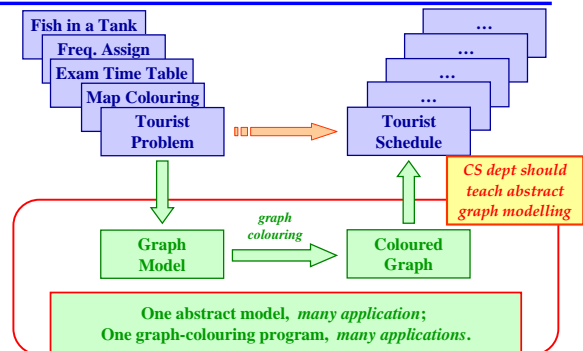 Fish in a Tank
Freq. Assign
Exam Time Table
Map Colouring
Tourist
Problem
…
…
…
…
Tourist
Schedule
CS dept should
teach abstract
graph modelling
graph
colouring
Graph
Model
Coloured
Graph
One abstract model, many application;
One graph-colouring program, many applications.